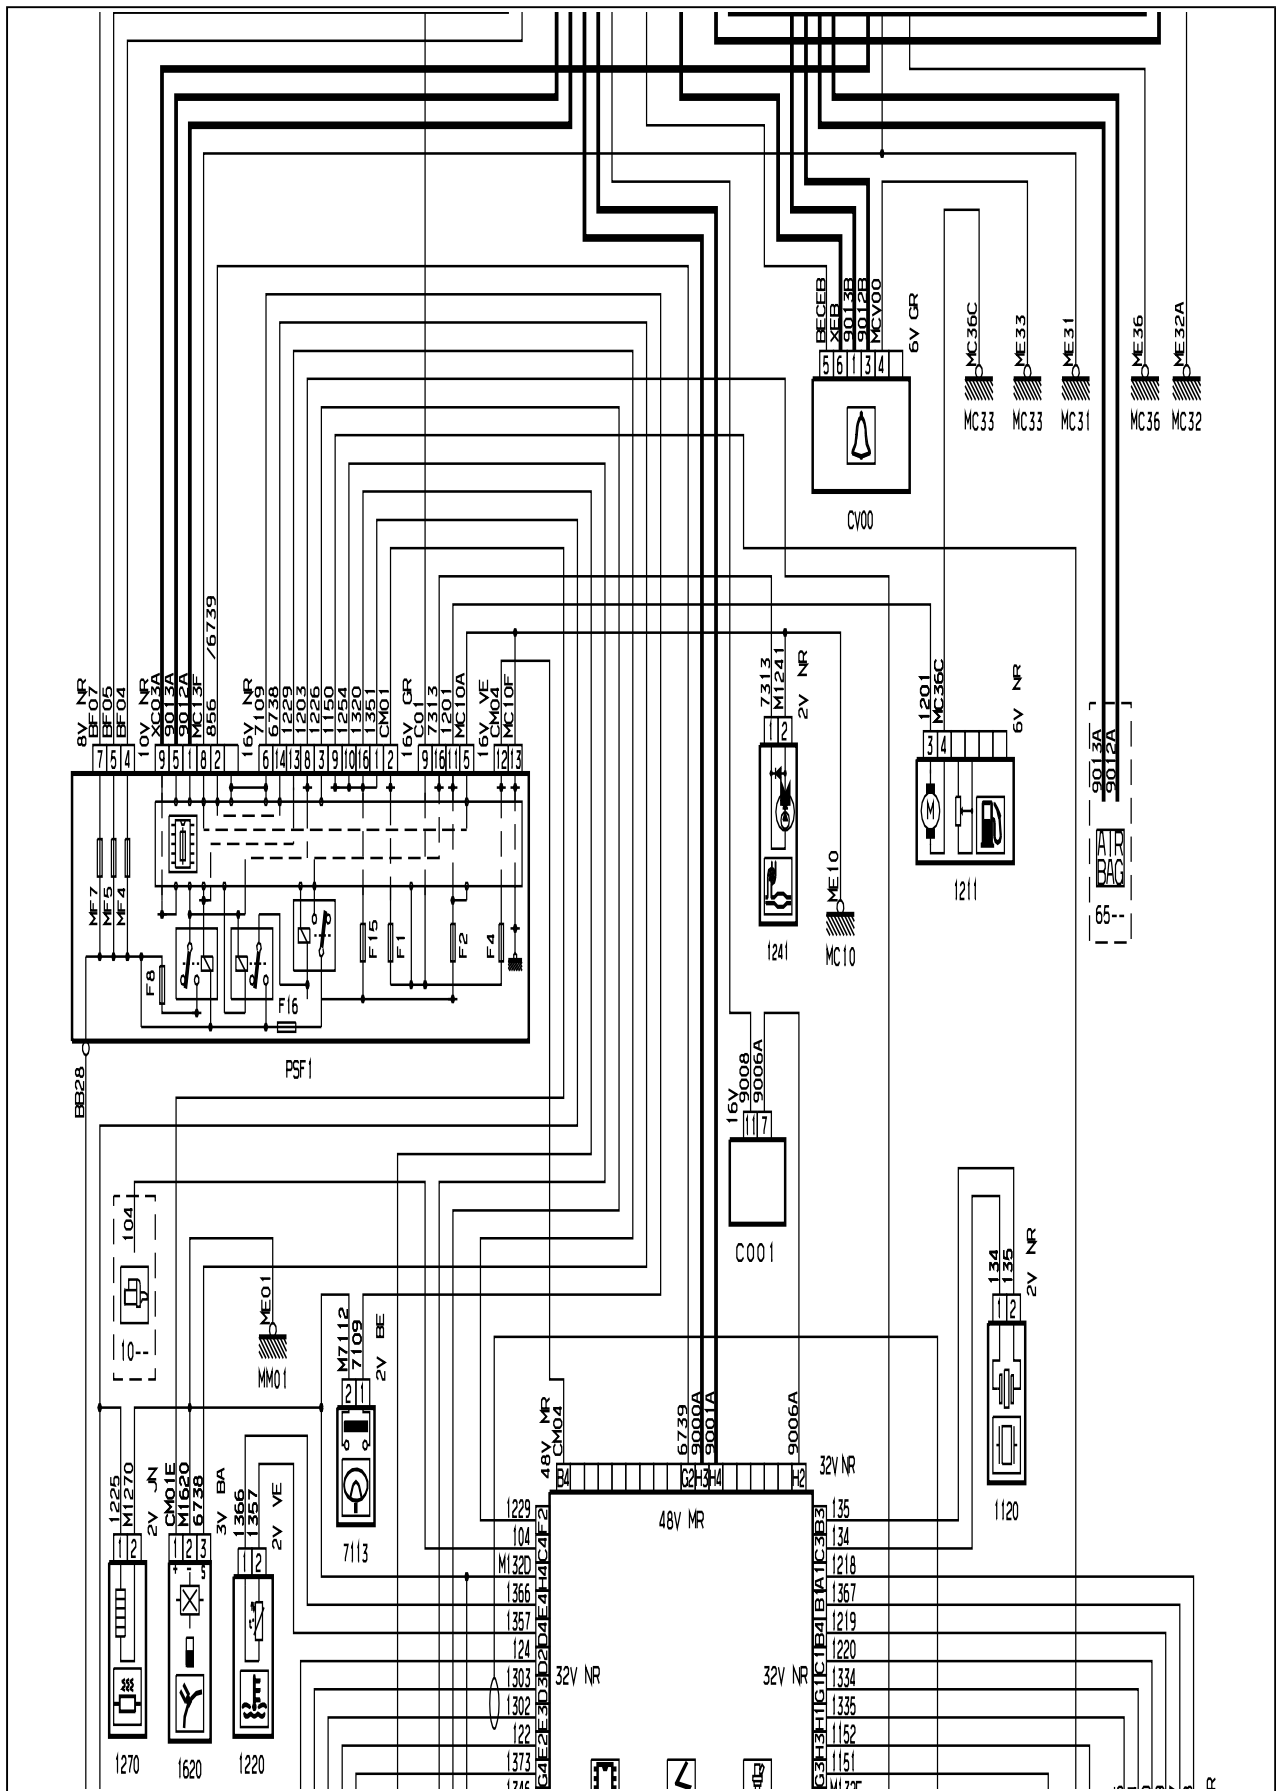 BECEB
XEB
9013B
9012B
MCV00
6V GR
5 6 1 3 4
CV00
MC36C
ME33
ME31
ME36
ME32A
MC33
MC33
MC31
MC36
MC32
8V NR
BF07
BF05
BF04
10V NR
XC03A
9013A
9012A
MC13F
856 /6739
16V NR
7109
6738
1229
1203
1226
1150
1254
1320
1351
CM01
16V GR
C01
7313
1201
MC10A
16V VE
CM04
MC10F
7 5 4
9 5 1 8 2
6 14 13 8 3 9 10 16 1 2
9 16 11 5
12 13
MF7
MF5
MF4
F8
F16
F15
F1
F2
F4
PSF1
BB28
7313
M1241
2V NR
1 2
1241
ME10
MC10
1201
MC36C
6V NR
3 4
M
1211
9013A
9012A
AIR
BAG
65--
16V
9008
9006A
11 7
C001
104
10--
ME01
MM01
M7112
7109
2V BE
2 1
7113
134
135
2V NR
1 2
1120
1225
M1270
2V JN
1 2
1270
CM01E
M1620
6738
3V BA
1 2 3
+ - S
1620
1366
1357
2V VE
1 2
1220
48V MR
CM04
6739
9000A
9001A
9006A
32V NR
B4 G2 H3 H4 H2
48V MR
1229 F2
104 C4
M132D H4
1366 E4
1357 D4
124 D2
1303 D3
1302 E3
122 E2
1373 G4
1346
32V NR
32V NR
B3 135
C3 134
A1 1218
B1 1367
B4 1219
C1 1220
G1 1334
H1 1335
H3 1152
G3 1151
M132E